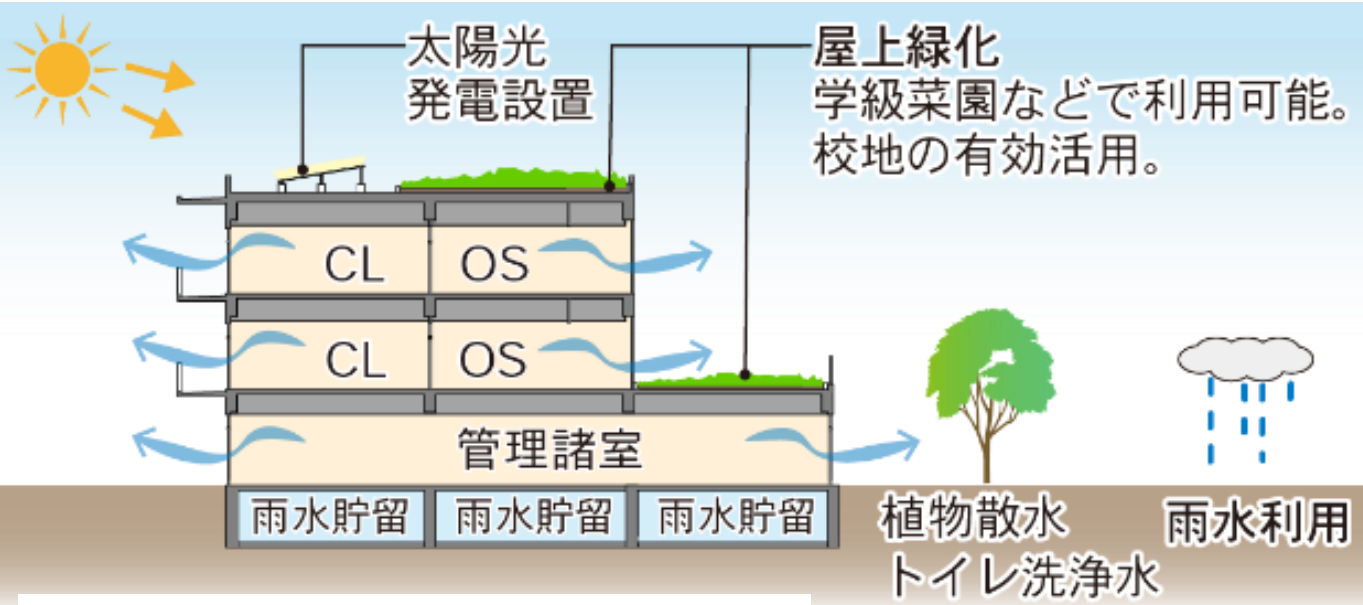 太陽光
発電設置
屋上緑化
学級菜園などで利用可能。
校地の有効活用。
CL
OS
CL
OS
管理諸室
雨水貯留
雨水貯留
雨水貯留
植物散水
トイレ洗浄水
雨水利用